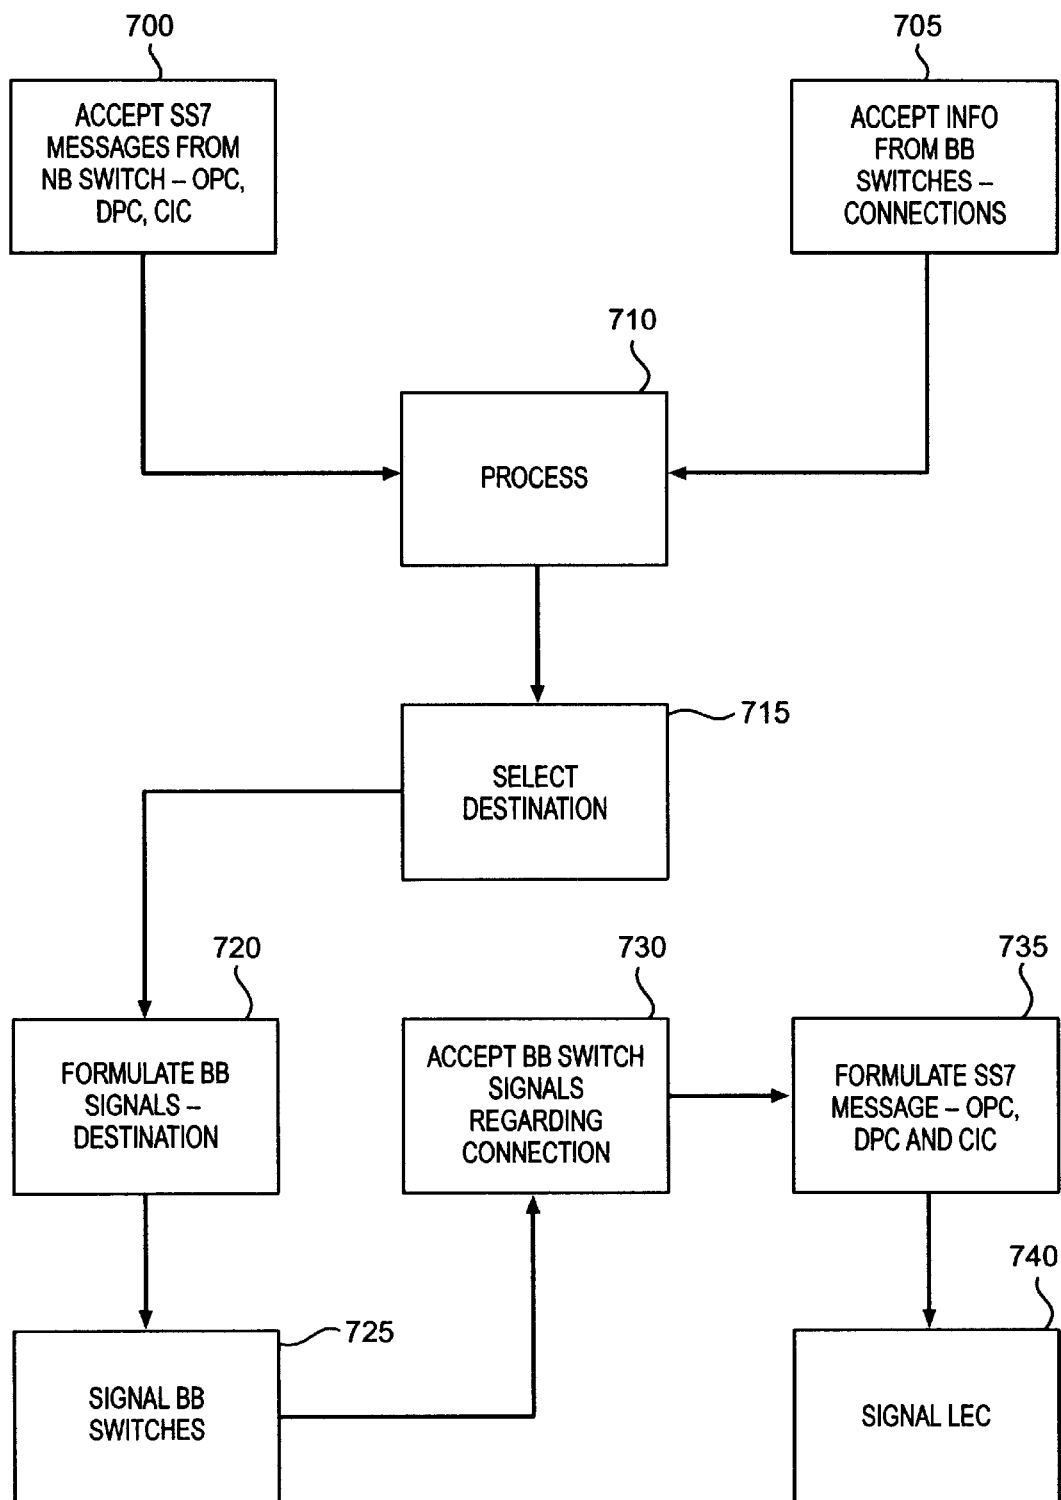 700
ACCEPT SS7
MESSAGES FROM
NB SWITCH – OPC,
DPC, CIC
705
ACCEPT INFO
FROM BB
SWITCHES –
CONNECTIONS
710
PROCESS
715
SELECT
DESTINATION
720
FORMULATE BB
SIGNALS –
DESTINATION
730
ACCEPT BB SWITCH
SIGNALS
REGARDING
CONNECTION
735
FORMULATE SS7
MESSAGE – OPC,
DPC AND CIC
725
SIGNAL BB
SWITCHES
740
SIGNAL LEC